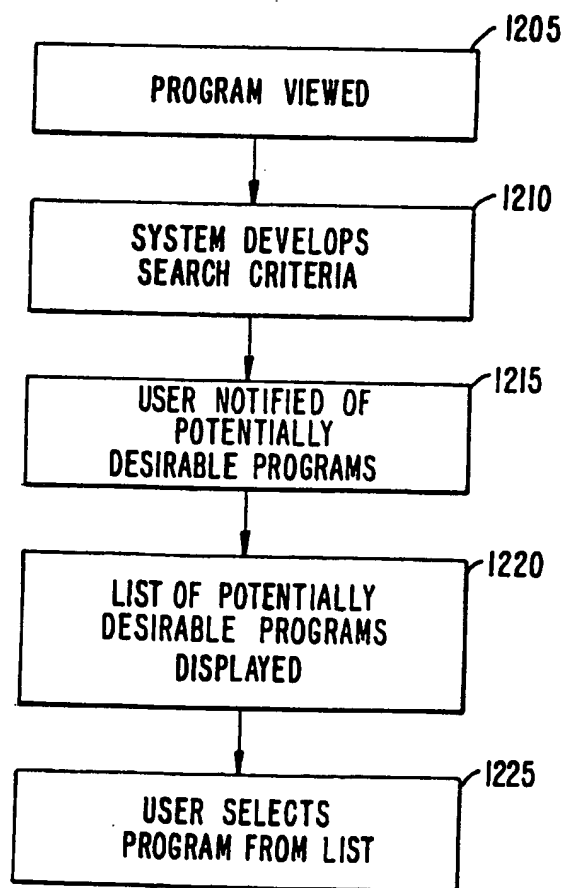 1205
PROGRAM VIEWED
1210
SYSTEM DEVELOPS
SEARCH CRITERIA
1215
USER NOTIFIED OF
POTENTIALLY
DESIRABLE PROGRAMS
1220
LIST OF POTENTIALLY
DESIRABLE PROGRAMS
DISPLAYED
1225
USER SELECTS
PROGRAM FROM LIST